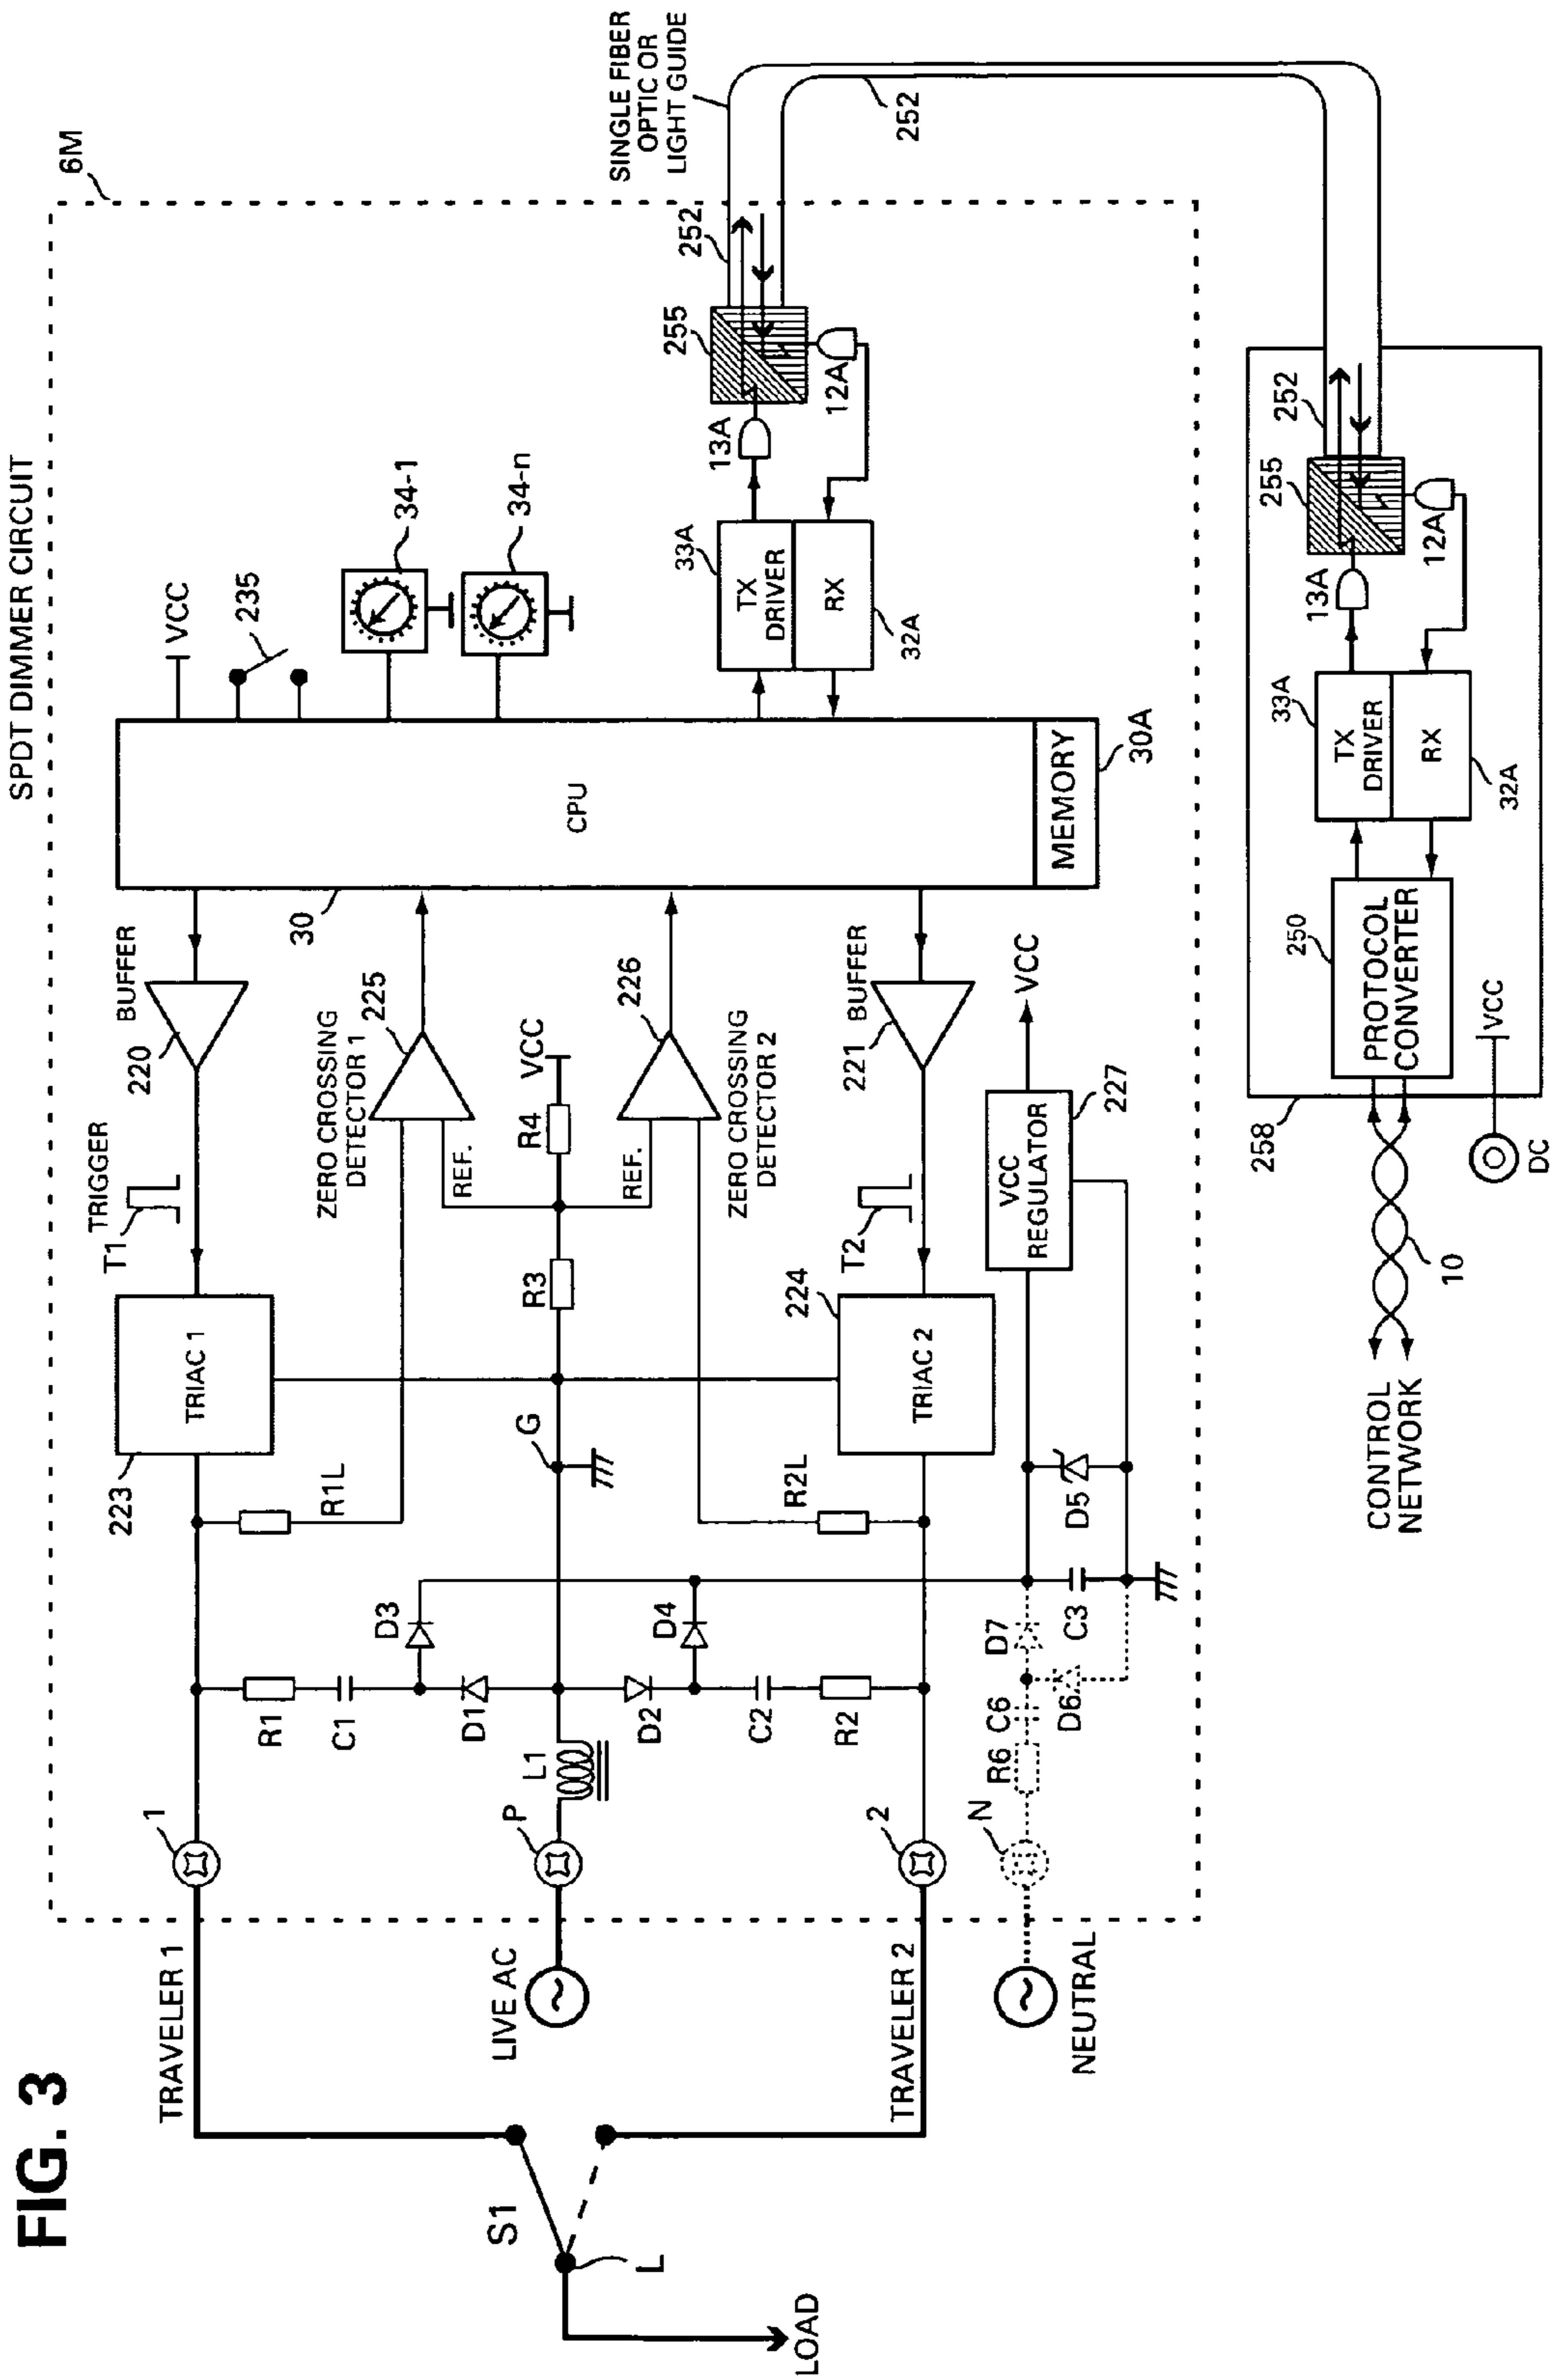 FIG. 3
SPDT DIMMER CIRCUIT
6M
TRAVELER 1
1
223
TRIAC 1
T1
TRIGGER
220
BUFFER
30
CPU
MEMORY
30A
VCC
235
34-1
34-n
R1
C1
D3
D1
R1L
ZERO CROSSING
DETECTOR 1
225
REF.
S1
L
LOAD
LIVE AC
P
L1
G
R3
R4
VCC
REF.
226
ZERO CROSSING
DETECTOR 2
D2
D4
C2
R2
R2L
TRAVELER 2
2
224
TRIAC 2
T2
221
BUFFER
NEUTRAL
N
R6
C6
D7
D6
C3
D5
VCC
REGULATOR
227
VCC
33A
TX
DRIVER
RX
32A
13A
12A
255
252
SINGLE FIBER
OPTIC OR
LIGHT GUIDE
252
CONTROL
NETWORK
10
258
DC
VCC
250
PROTOCOL
CONVERTER
33A
TX
DRIVER
RX
32A
13A
12A
255
252